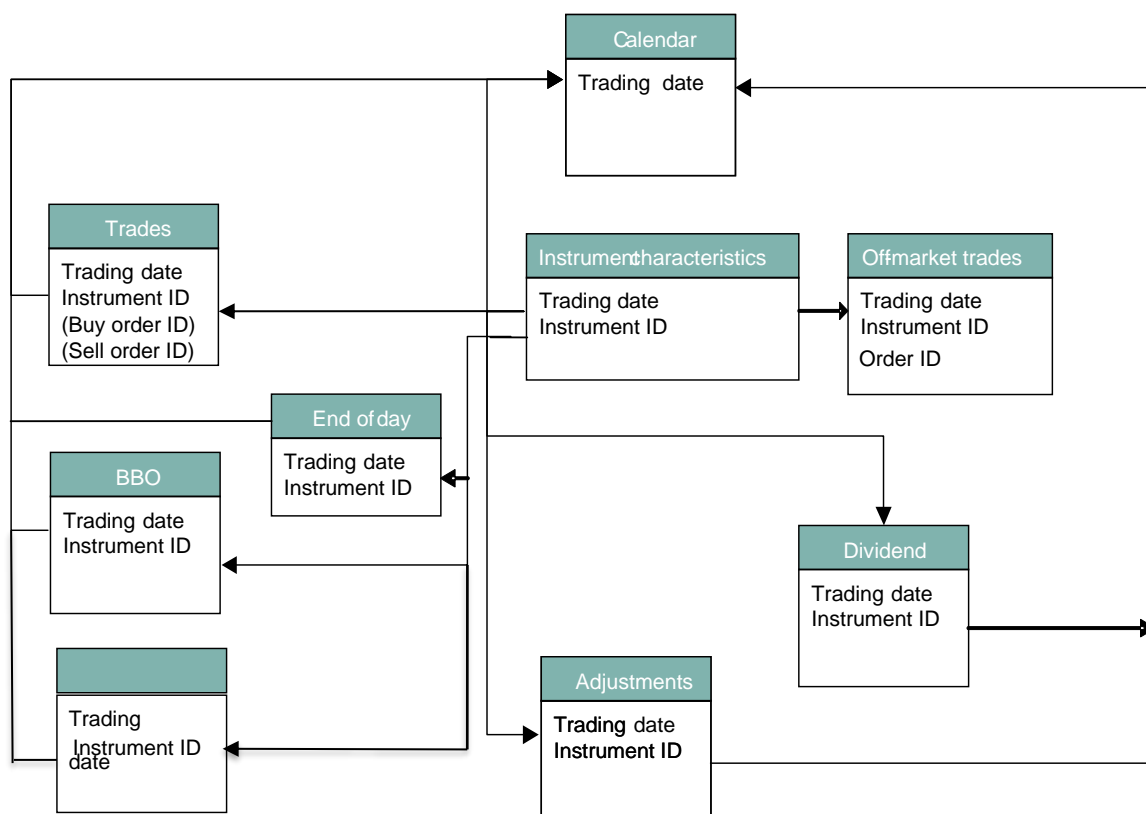 Calendar
Trading date
Trades
Trading date
Instrument ID
(Buy order ID)
(Sell order ID)
Instrument characteristics
Trading date
Instrument ID
Off-market trades
Trading date
Instrument ID
Order ID
End of day
Trading date
Instrument ID
BBO
Trading date
Instrument ID
Dividend
Trading date
Instrument ID
Trading
Instrument ID
date
Adjustments
Trading date
Instrument ID